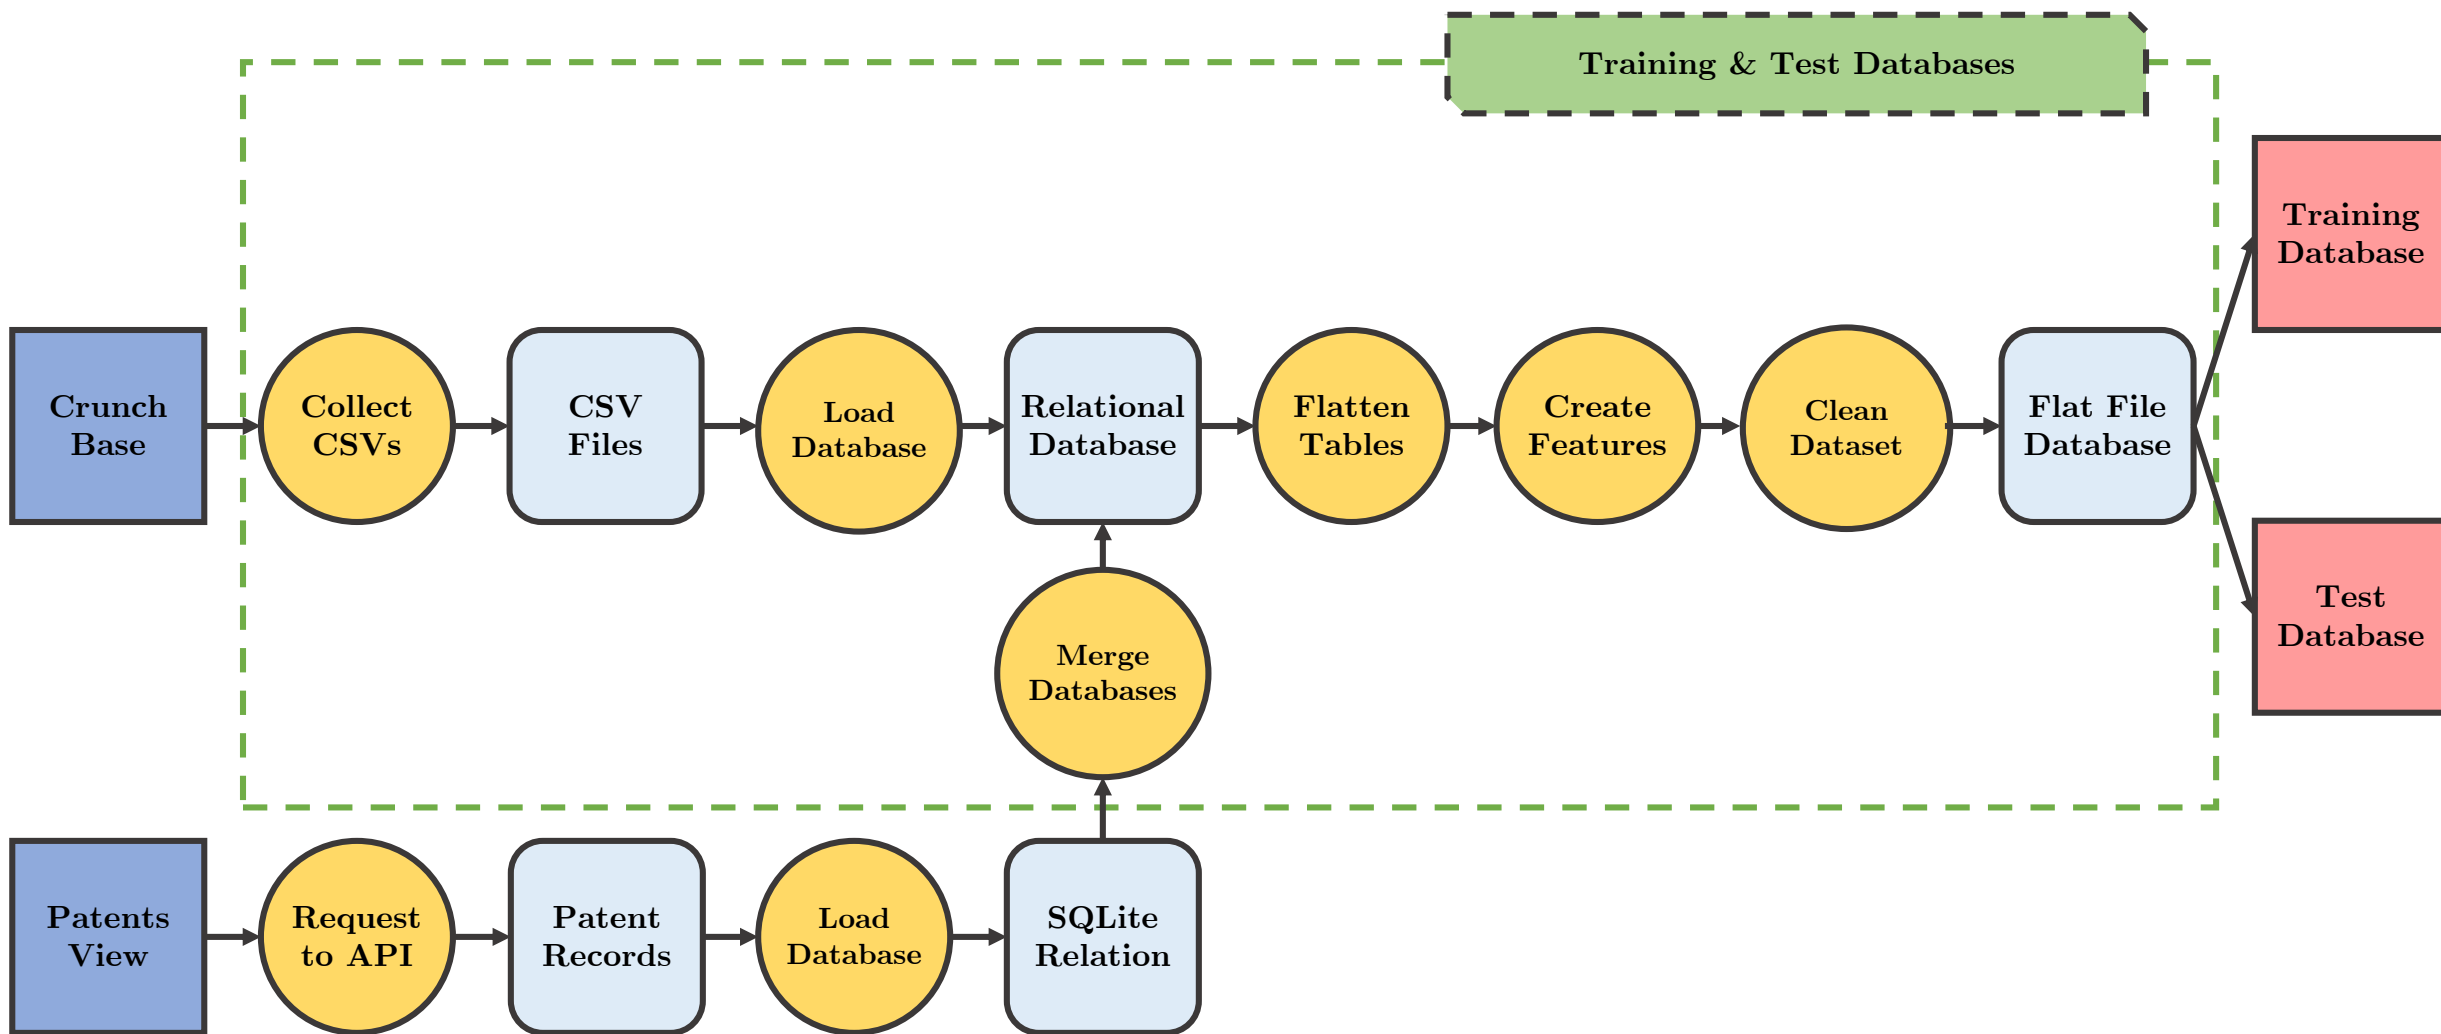 Training & Test Databases
Training
Database
Crunch
Base
Collect
CSVs
CSV
Files
Load
Database
Relational
Database
Flatten
Tables
Create
Features
Clean
Dataset
Flat File
Database
Test
Database
Merge
Databases
Patents
View
Request
to API
Patent
Records
Load
Database
SQLite
Relation